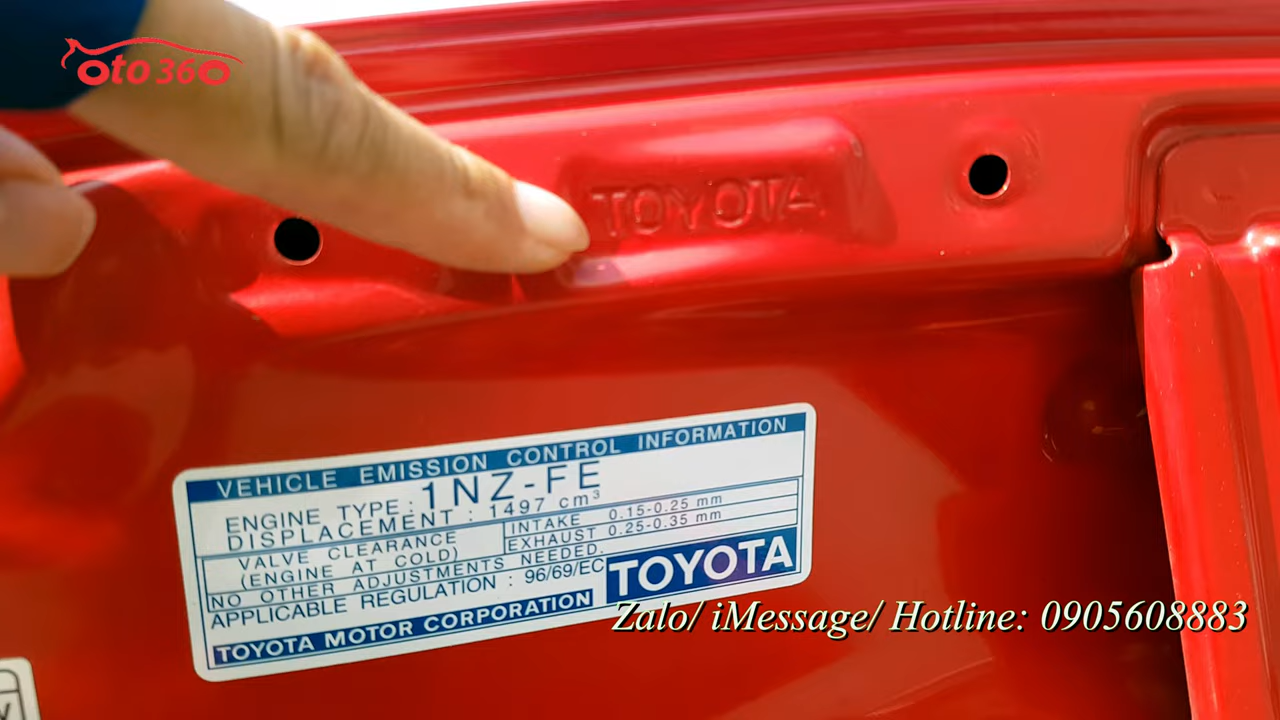 oto360
TOYOTA
VEHICLE EMISSION CONTROL INFORMATION
ENGINE TYPE : 1NZ-FE
DISPLACEMENT : 1497 cm³
VALVE CLEARANCE
(ENGINE AT COLD)
INTAKE 0.15-0.25 mm
EXHAUST 0.25-0.35 mm
NO OTHER ADJUSTMENTS NEEDED.
APPLICABLE REGULATION : 96/69/EC
TOYOTA MOTOR CORPORATION
TOYOTA
Zalo/ iMessage/ Hotline: 0905608883